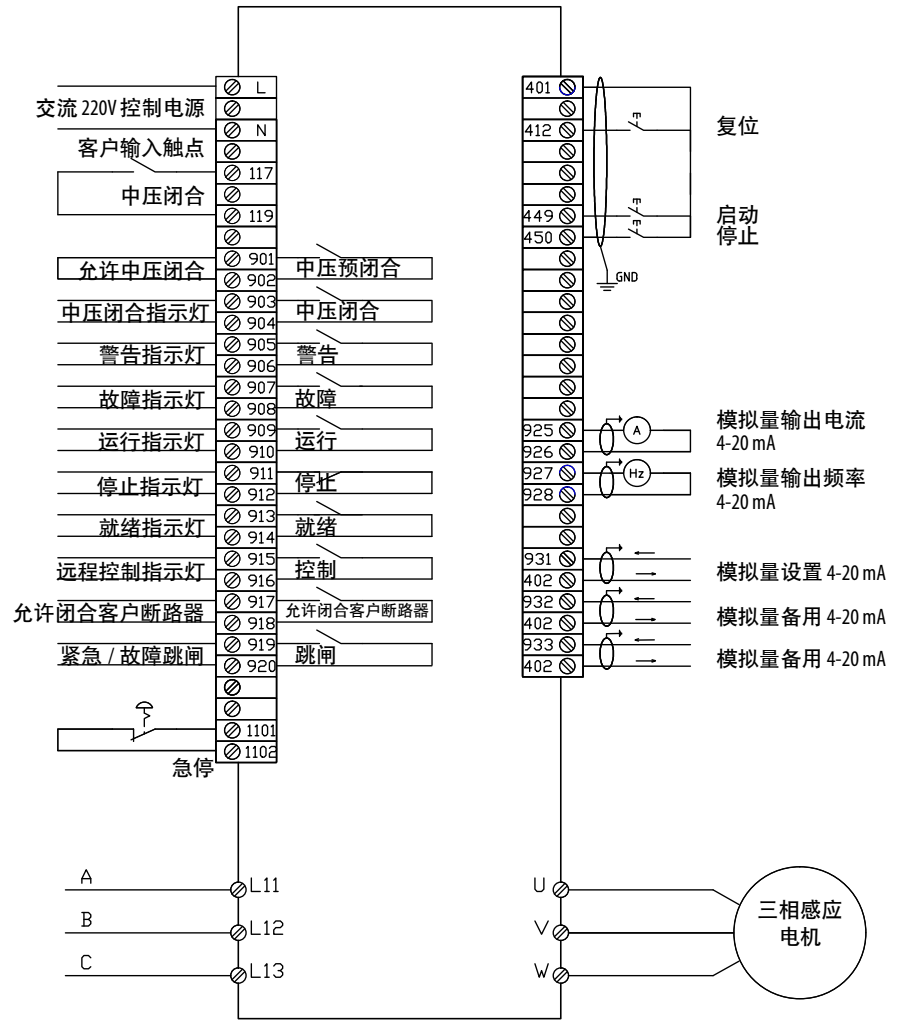 L
交流 220V 控制电源
N
客户输入触点
117
中压闭合
119
901
允许中压闭合
中压预闭合
902
903
中压闭合指示灯
中压闭合
904
905
警告指示灯
警告
906
907
故障指示灯
故障
908
909
运行指示灯
运行
910
911
停止指示灯
停止
912
913
就绪指示灯
就绪
914
915
远程控制指示灯
控制
916
917
允许闭合客户断路器
允许闭合客户断路器
918
919
紧急 / 故障跳闸
跳闸
920
1101
1102
急停
401
412
复位
449
启动
450
停止
GND
925
A
模拟量输出电流
4-20 mA
926
927
Hz
模拟量输出频率
4-20 mA
928
931
模拟量设置 4-20 mA
402
932
模拟量备用 4-20 mA
402
933
模拟量备用 4-20 mA
402
A
L11
B
L12
C
L13
U
V
W
三相感应
电机